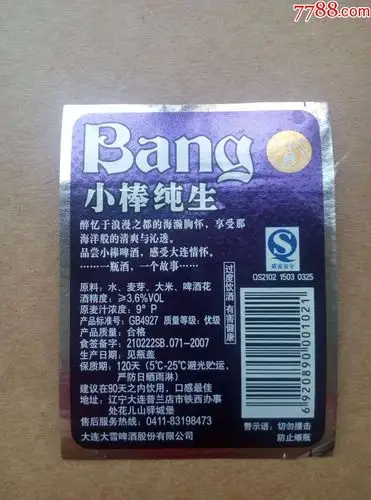 7788.com
Bang
小棒纯生
醉忆于浪漫之都的海瀚胸怀，享受那
海洋般的清爽与沁透。
品尝小棒啤酒，感受大连情怀。
……一瓶酒，一个故事……
原料：水、麦芽、大米、啤酒花
酒精度：≥3.6%VOL
原麦汁浓度：9° P
产品标准号：GB4927 质量等级：优级
产品质量：合格
食签备字：210222SB.071-2007
生产日期：见瓶盖
保质期：120天（5℃-25℃避光贮运，
严防日晒雨淋）
建议在90天之内饮用，口感最佳
地址：辽宁大连普兰店市铁西办事
处花儿山驿城堡
售后服务热线：0411-83198473
大连大雪啤酒股份有限公司
过度饮酒 有害健康
质量安全
QS2102 1503 0325
6920890001021
警示语：切勿撞击
防止爆瓶